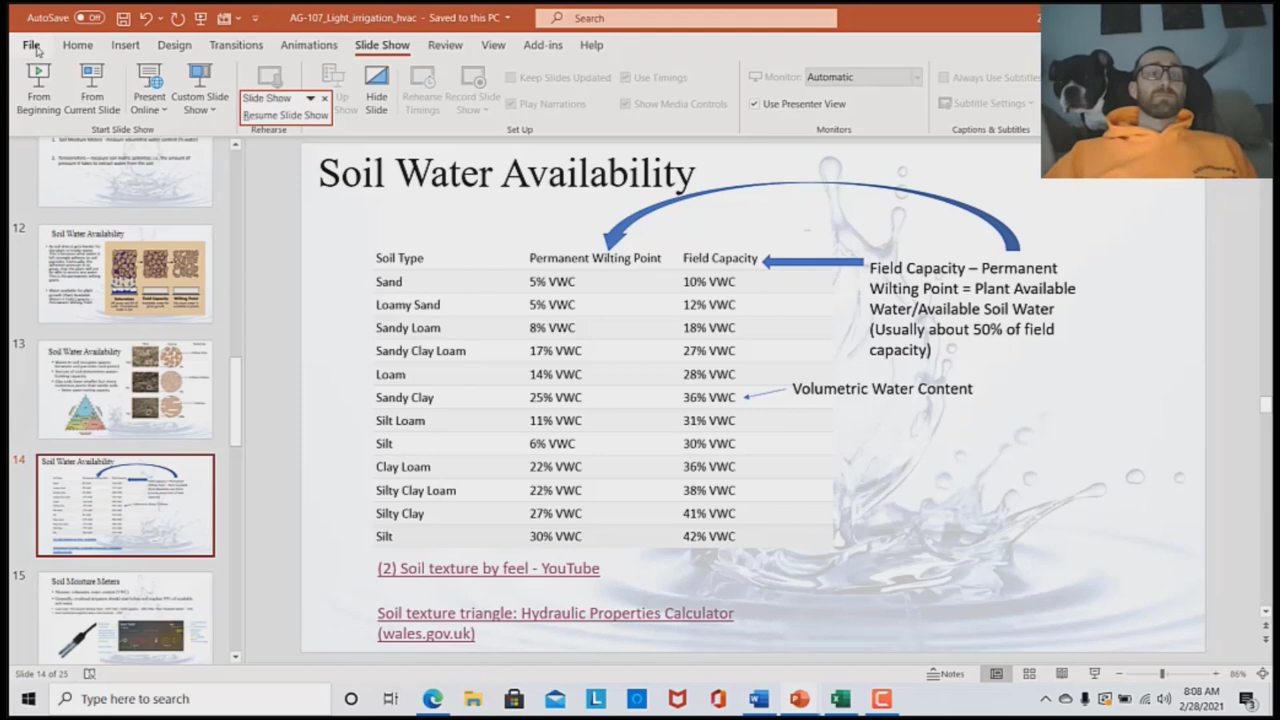 AutoSave Off AG-107_Light_irrigation_hvac - Saved to this PC Search
File Home Insert Design Transitions Animations Slide Show Review View Add-ins Help
From Beginning
From Current Slide
Present Online
Custom Slide Show
Slide Show
Resume Slide Show
Up
Show
Hide Slide
Rehearse Timings
Record Slide Show
Keep Slides Updated
Use Timings
Play Narrations
Show Media Controls
Monitor: Automatic
Use Presenter View
Always Use Subtitles
Subtitle Settings
Start Slide Show Rehearse Set Up Monitors Captions & Subtitles
12
Soil Water Availability
13
Soil Water Availability
14
Soil Water Availability
15
Soil Moisture Meters
Soil Water Availability
Soil Type Permanent Wilting Point Field Capacity
Sand 5% VWC 10% VWC
Loamy Sand 5% VWC 12% VWC
Sandy Loam 8% VWC 18% VWC
Sandy Clay Loam 17% VWC 27% VWC
Loam 14% VWC 28% VWC
Sandy Clay 25% VWC 36% VWC
Silt Loam 11% VWC 31% VWC
Silt 6% VWC 30% VWC
Clay Loam 22% VWC 36% VWC
Silty Clay Loam 22% VWC 38% VWC
Silty Clay 27% VWC 41% VWC
Silt 30% VWC 42% VWC
Field Capacity – Permanent
Wilting Point = Plant Available
Water/Available Soil Water
(Usually about 50% of field
capacity)
Volumetric Water Content
(2) Soil texture by feel - YouTube
Soil texture triangle: Hydraulic Properties Calculator
(wales.gov.uk)
Slide 14 of 25 Notes 86%
Type here to search
8:08 AM
2/28/2021
3